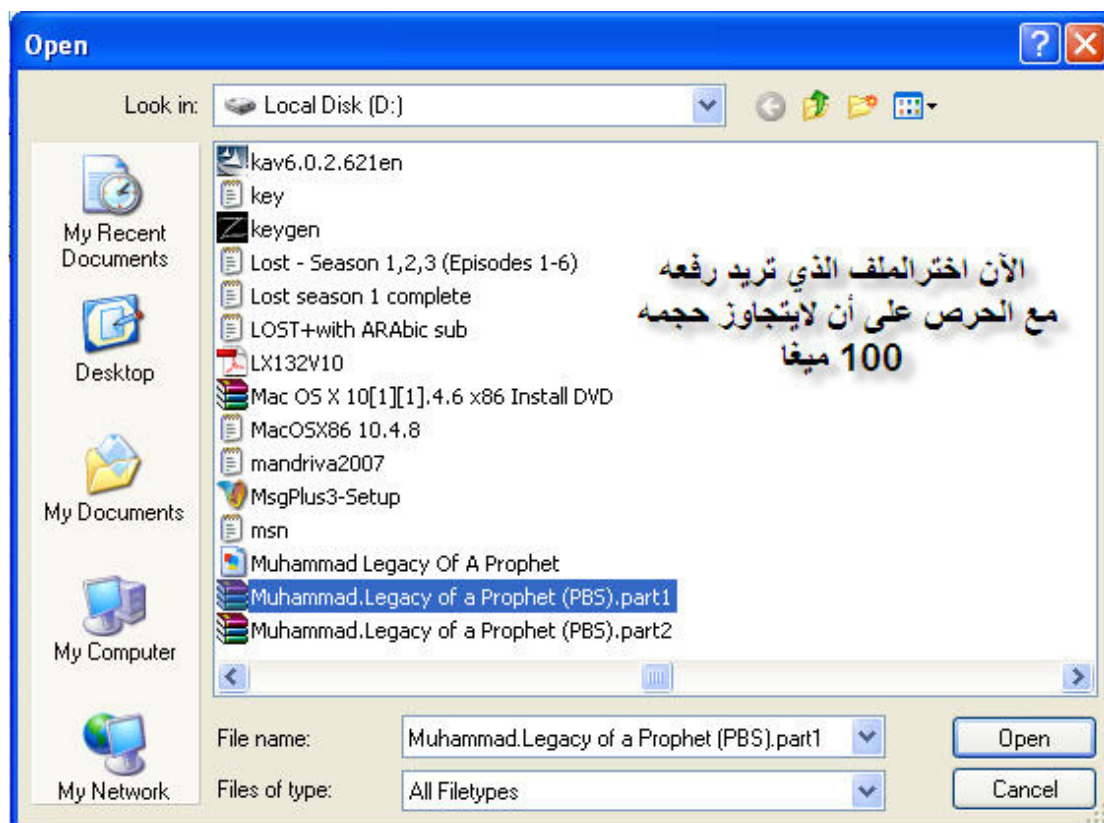 Open
Look in:
Local Disk (D:)
My Recent
Documents
Desktop
My Documents
My Computer
My Network
kav6.0.2.621en
key
keygen
Lost - Season 1,2,3 (Episodes 1-6)
Lost season 1 complete
LOST+with ARAbic sub
LX132V10
Mac OS X 10[1][1].4.6 x86 Install DVD
MacOSX86 10.4.8
mandriva2007
MsgPlus3-Setup
msn
Muhammad Legacy Of A Prophet
Muhammad.Legacy of a Prophet (PBS).part1
Muhammad.Legacy of a Prophet (PBS).part2
الآن اخترالملف الذي تريد رفعه
مع الحرص على أن لايتجاوز حجمه
100 ميغا
File name:
Muhammad.Legacy of a Prophet (PBS).part1
Open
Files of type:
All Filetypes
Cancel